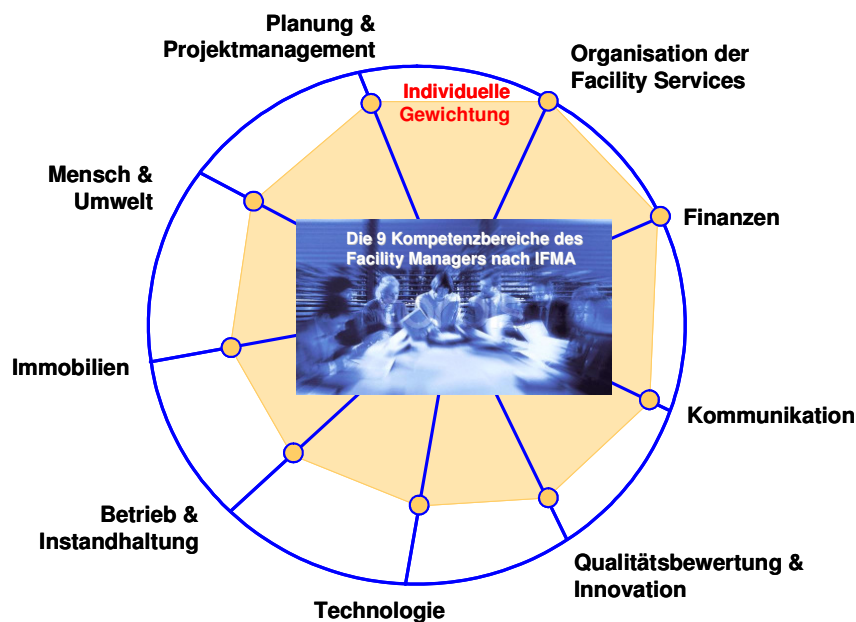 Planung &
Projektmanagement
Organisation der
Facility Services
Individuelle
Gewichtung
Mensch &
Umwelt
Finanzen
Die 9 Kompetenzbereiche des
Facility Managers nach IFMA
Immobilien
Kommunikation
Betrieb &
Instandhaltung
Qualitätsbewertung &
Innovation
Technologie